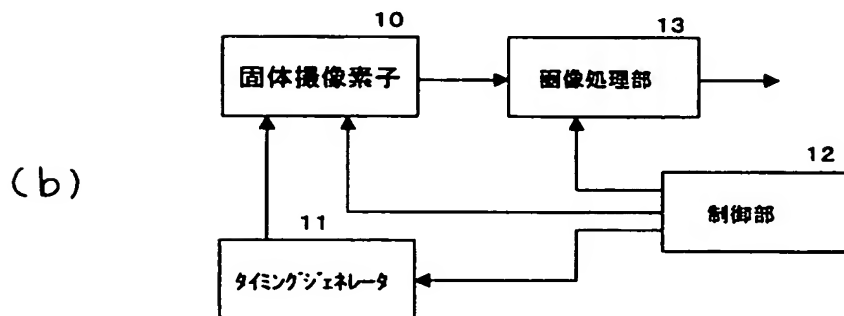 10
固体撮像素子
13
画像処理部
12
制御部
(b)
11
タイミングジェネレータ